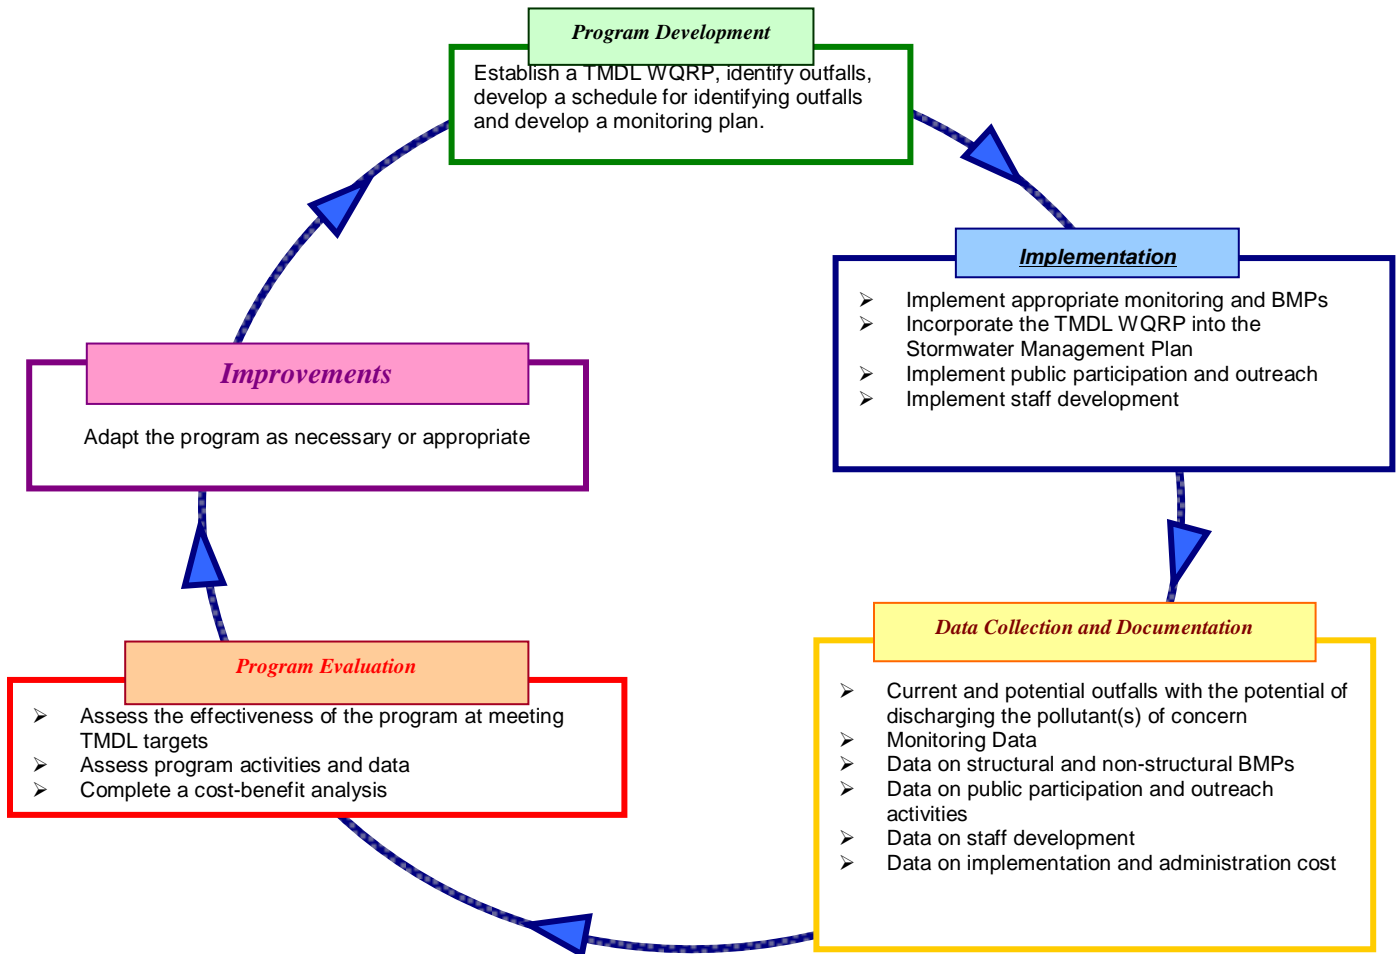 Program Development
Establish a TMDL WQRP, identify outfalls,
develop a schedule for identifying outfalls
and develop a monitoring plan.
Implementation
➢ Implement appropriate monitoring and BMPs
➢ Incorporate the TMDL WQRP into the
Stormwater Management Plan
➢ Implement public participation and outreach
➢ Implement staff development
Data Collection and Documentation
➢ Current and potential outfalls with the potential of
discharging the pollutant(s) of concern
➢ Monitoring Data
➢ Data on structural and non-structural BMPs
➢ Data on public participation and outreach
activities
➢ Data on staff development
➢ Data on implementation and administration cost
Program Evaluation
➢ Assess the effectiveness of the program at meeting
TMDL targets
➢ Assess program activities and data
➢ Complete a cost-benefit analysis
Improvements
Adapt the program as necessary or appropriate